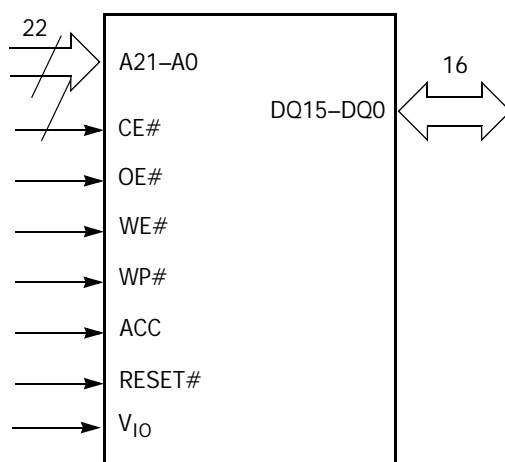 22
A21–A0
16
DQ15–DQ0
CE#
OE#
WE#
WP#
ACC
RESET#
VIO